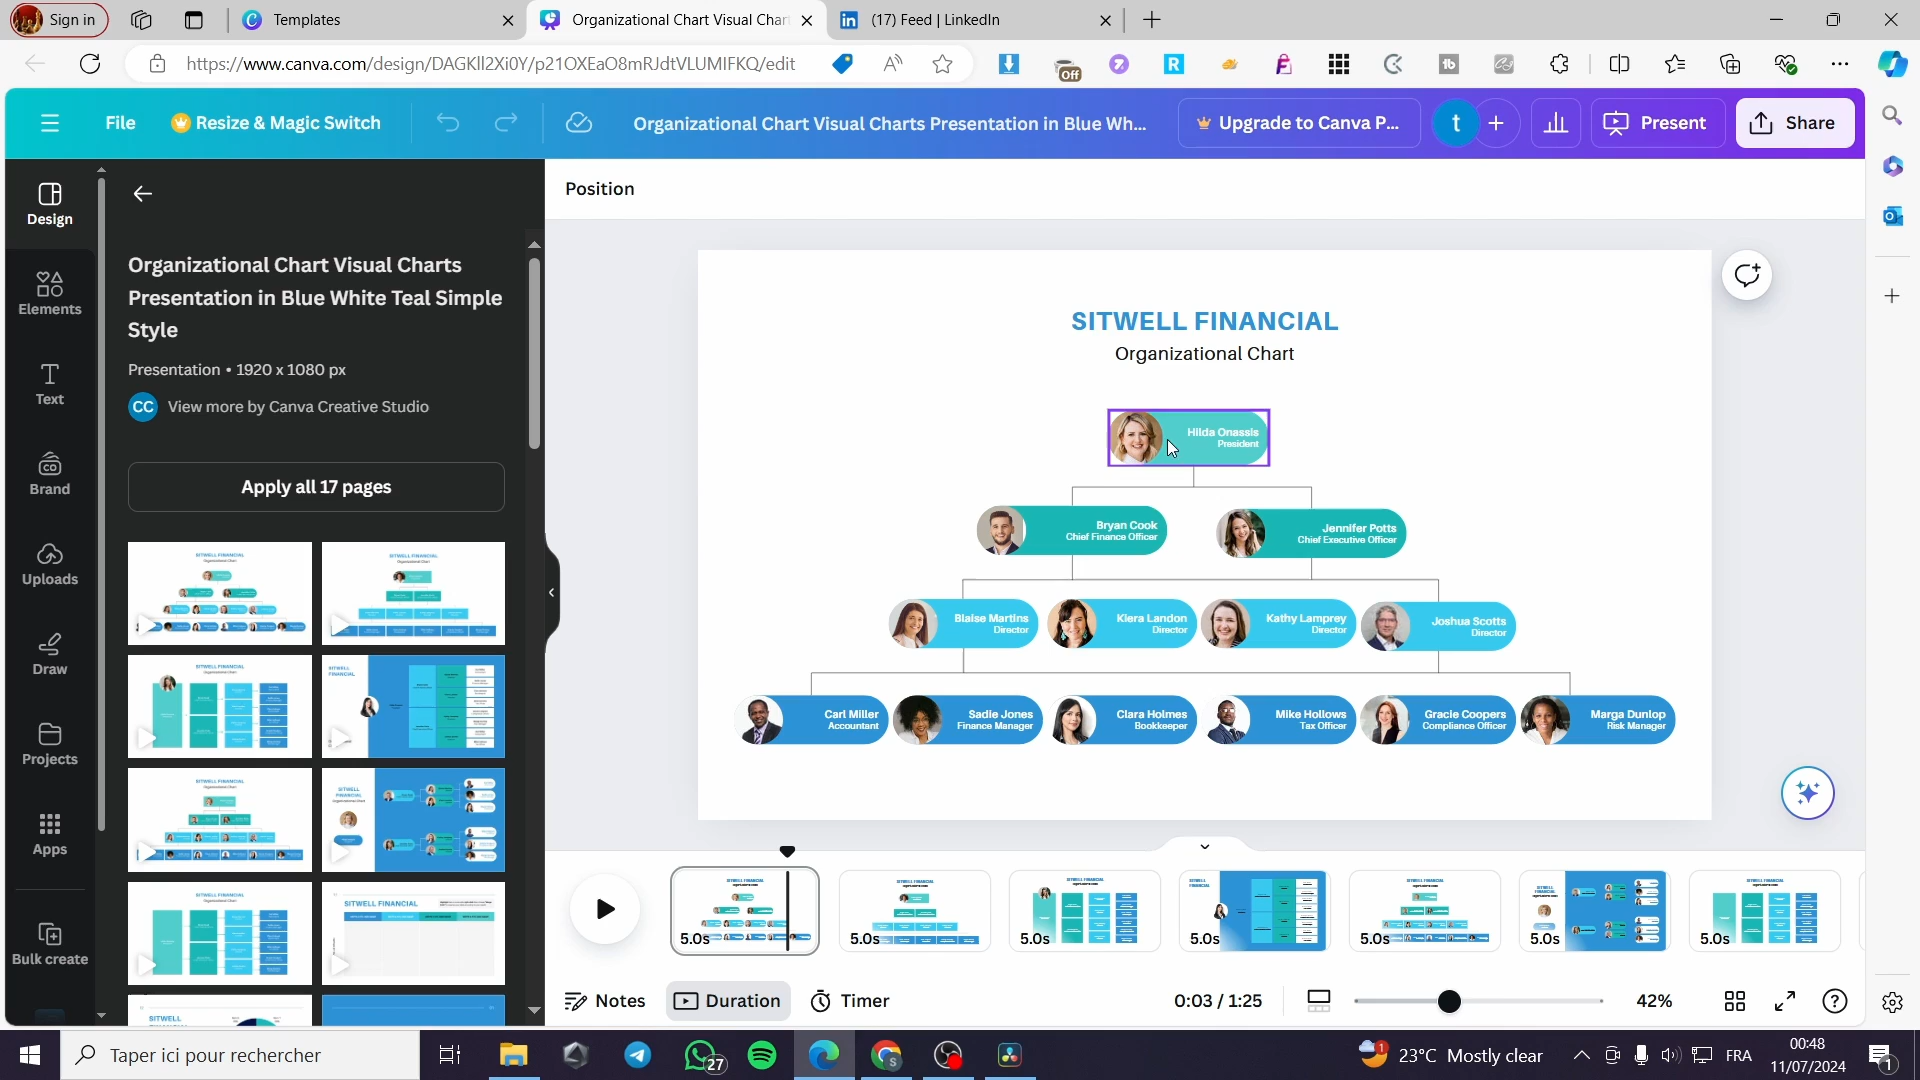 Sign in
Templates
Organizational Chart Visual Char
(17) Feed | LinkedIn
https://www.canva.com/design/DAGKIl2Xi0Y/p21OXEaO8mRJdtVLUMIFKQ/edit
Off
File
Resize & Magic Switch
Organizational Chart Visual Charts Presentation in Blue Wh...
Upgrade to Canva P...
t
Present
Share
Design
Elements
Text
Brand
Uploads
Draw
Projects
Apps
Bulk create
Organizational Chart Visual Charts
Presentation in Blue White Teal Simple
Style
Presentation • 1920 x 1080 px
CC
View more by Canva Creative Studio
Apply all 17 pages
Position
SITWELL FINANCIAL
Organizational Chart
Hilda Onassis
President
Bryan Cook
Chief Finance Officer
Jennifer Potts
Chief Executive Officer
Blaise Martins
Director
Kiera Landon
Director
Kathy Lamprey
Director
Joshua Scotts
Director
Carl Miller
Accountant
Sadie Jones
Finance Manager
Clara Holmes
Bookkeeper
Mike Hollows
Tax Officer
Gracie Coopers
Compliance Officer
Marga Dunlop
Risk Manager
5.0s
5.0s
5.0s
5.0s
5.0s
5.0s
5.0s
Notes
Duration
Timer
0:03 / 1:25
42%
Taper ici pour rechercher
27
1
23°C Mostly clear
FRA
00:48
11/07/2024
1